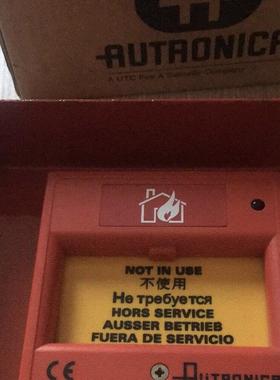 AUTRONICA
A UTC Fire & Security Company
NOT IN USE
不使用
Не требуется
HORS SERVICE
AUSSER BETRIEB
FUERA DE SERVICIO
CE
AUTRONICA